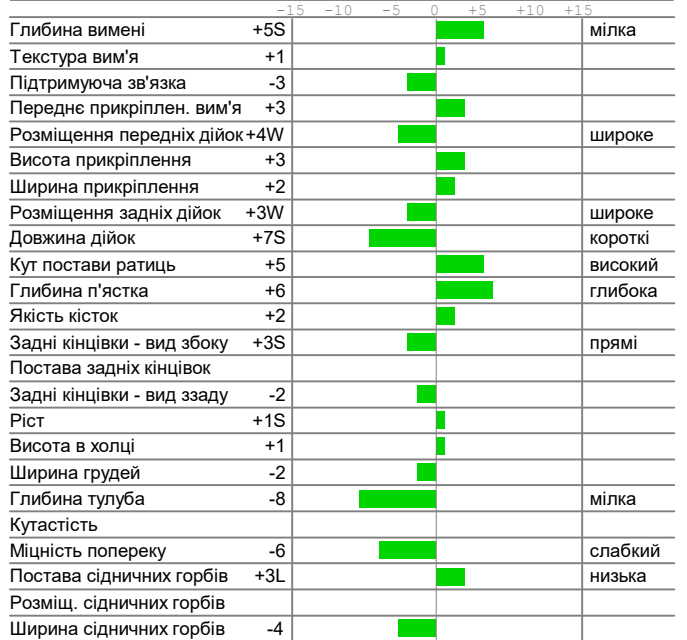 -15 -10 -5 0 +5 +10 +15
Глибина вимені +5S мілка
Текстура вим'я +1
Підтримуюча зв'язка -3
Переднє прикріплен. вим'я +3
Розміщення передніх дійок +4W широке
Висота прикріплення +3
Ширина прикріплення +2
Розміщення задніх дійок +3W широке
Довжина дійок +7S короткі
Кут постави ратиць +5 високий
Глибина п'ястка +6 глибока
Якість кісток +2
Задні кінцівки - вид збоку +3S прямі
Постава задніх кінцівок
Задні кінцівки - вид ззаду -2
Ріст +1S
Висота в холці +1
Ширина грудей -2
Глибина тулуба -8 мілка
Кутастість
Міцність попереку -6 слабкий
Постава сідничних горбів +3L низька
Розміщ. сідничних горбів
Ширина сідничних горбів -4